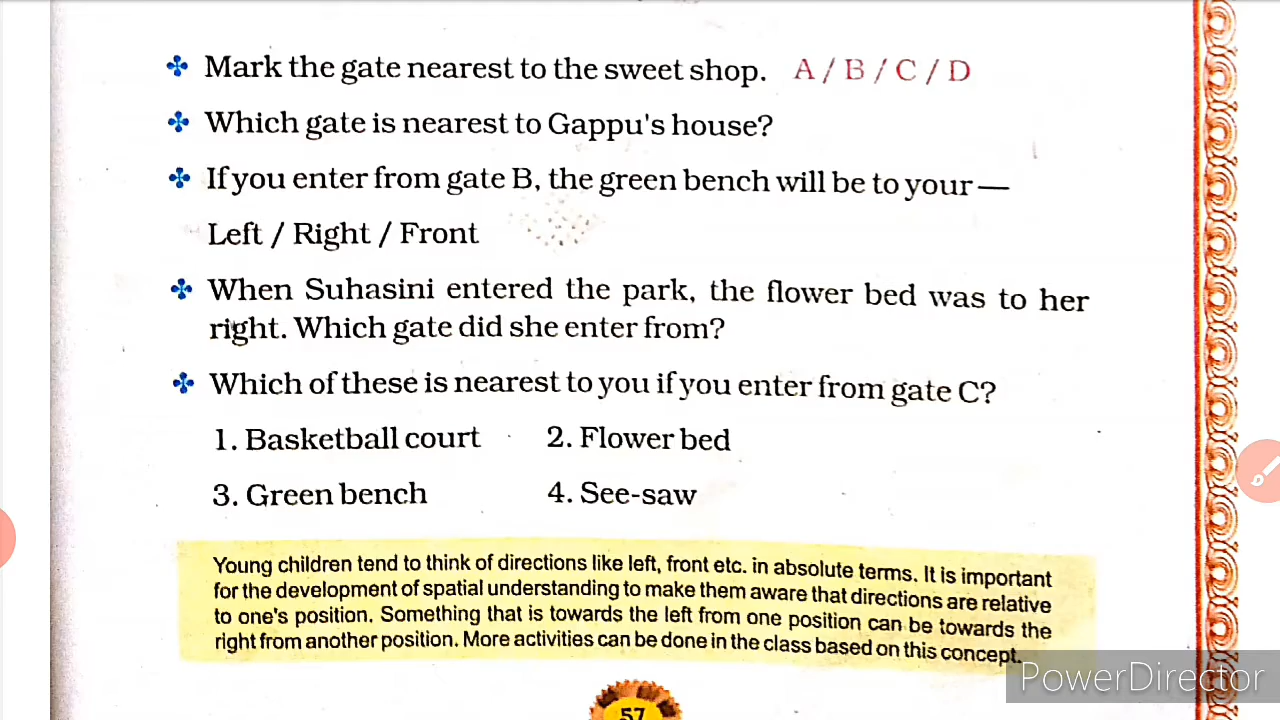 Mark the gate nearest to the sweet shop. A / B / C / D
Which gate is nearest to Gappu's house?
If you enter from gate B, the green bench will be to your —
Left / Right / Front
When Suhasini entered the park, the flower bed was to her
right. Which gate did she enter from?
Which of these is nearest to you if you enter from gate C?
1. Basketball court 2. Flower bed
3. Green bench 4. See-saw
Young children tend to think of directions like left, front etc. in absolute terms. It is important
for the development of spatial understanding to make them aware that directions are relative
to one's position. Something that is towards the left from one position can be towards the
right from another position. More activities can be done in the class based on this concept.
PowerDirector
57